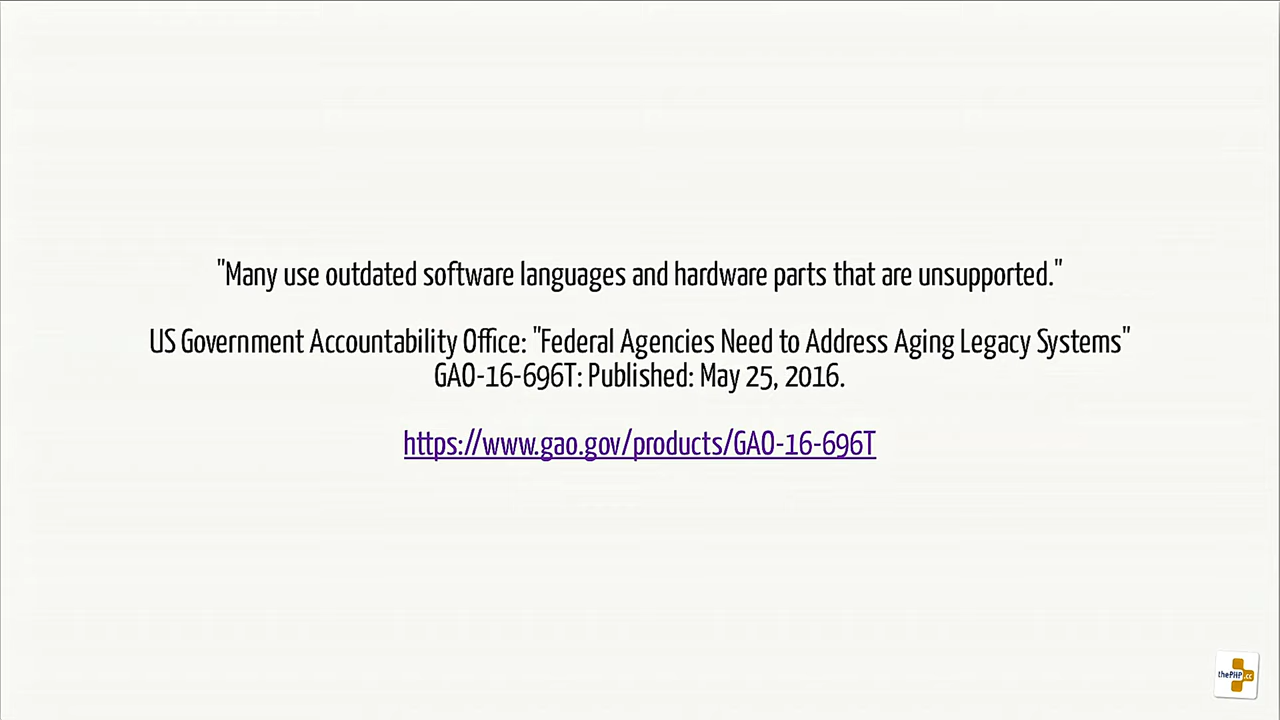 "Many use outdated software languages and hardware parts that are unsupported."
US Government Accountability Office: "Federal Agencies Need to Address Aging Legacy Systems"
GAO-16-696T: Published: May 25, 2016.
https://www.gao.gov/products/GAO-16-696T
thePHP.cc